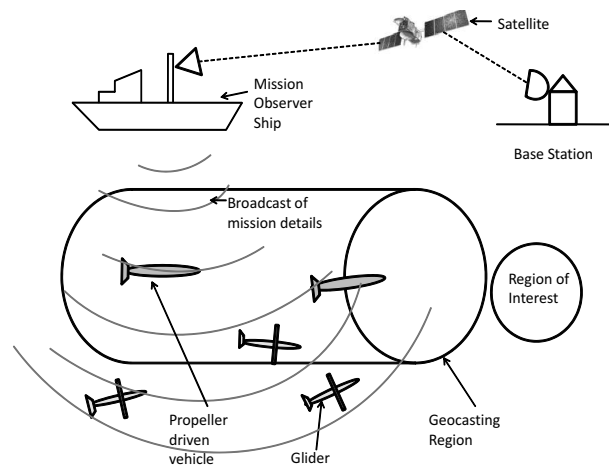 Satellite
Mission
Observer
Ship
Base Station
Broadcast of
mission details
Region of
Interest
Propeller
driven
vehicle
Glider
Geocasting
Region